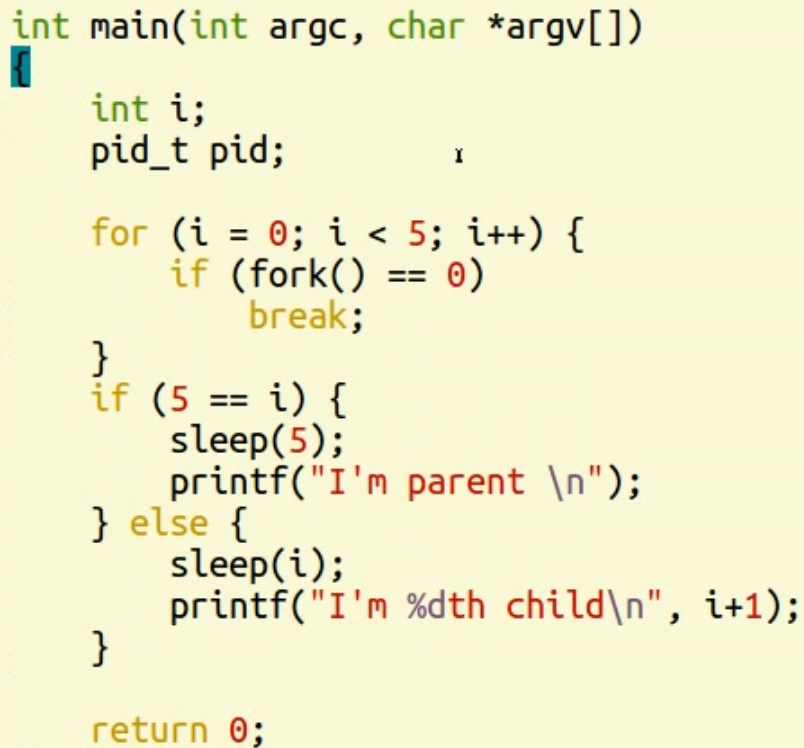 int main(int argc, char *argv[])
{
    int i;
    pid_t pid;

    for (i = 0; i < 5; i++) {
        if (fork() == 0)
            break;
    }
    if (5 == i) {
        sleep(5);
        printf("I'm parent \n");
    } else {
        sleep(i);
        printf("I'm %dth child\n", i+1);
    }

    return 0;